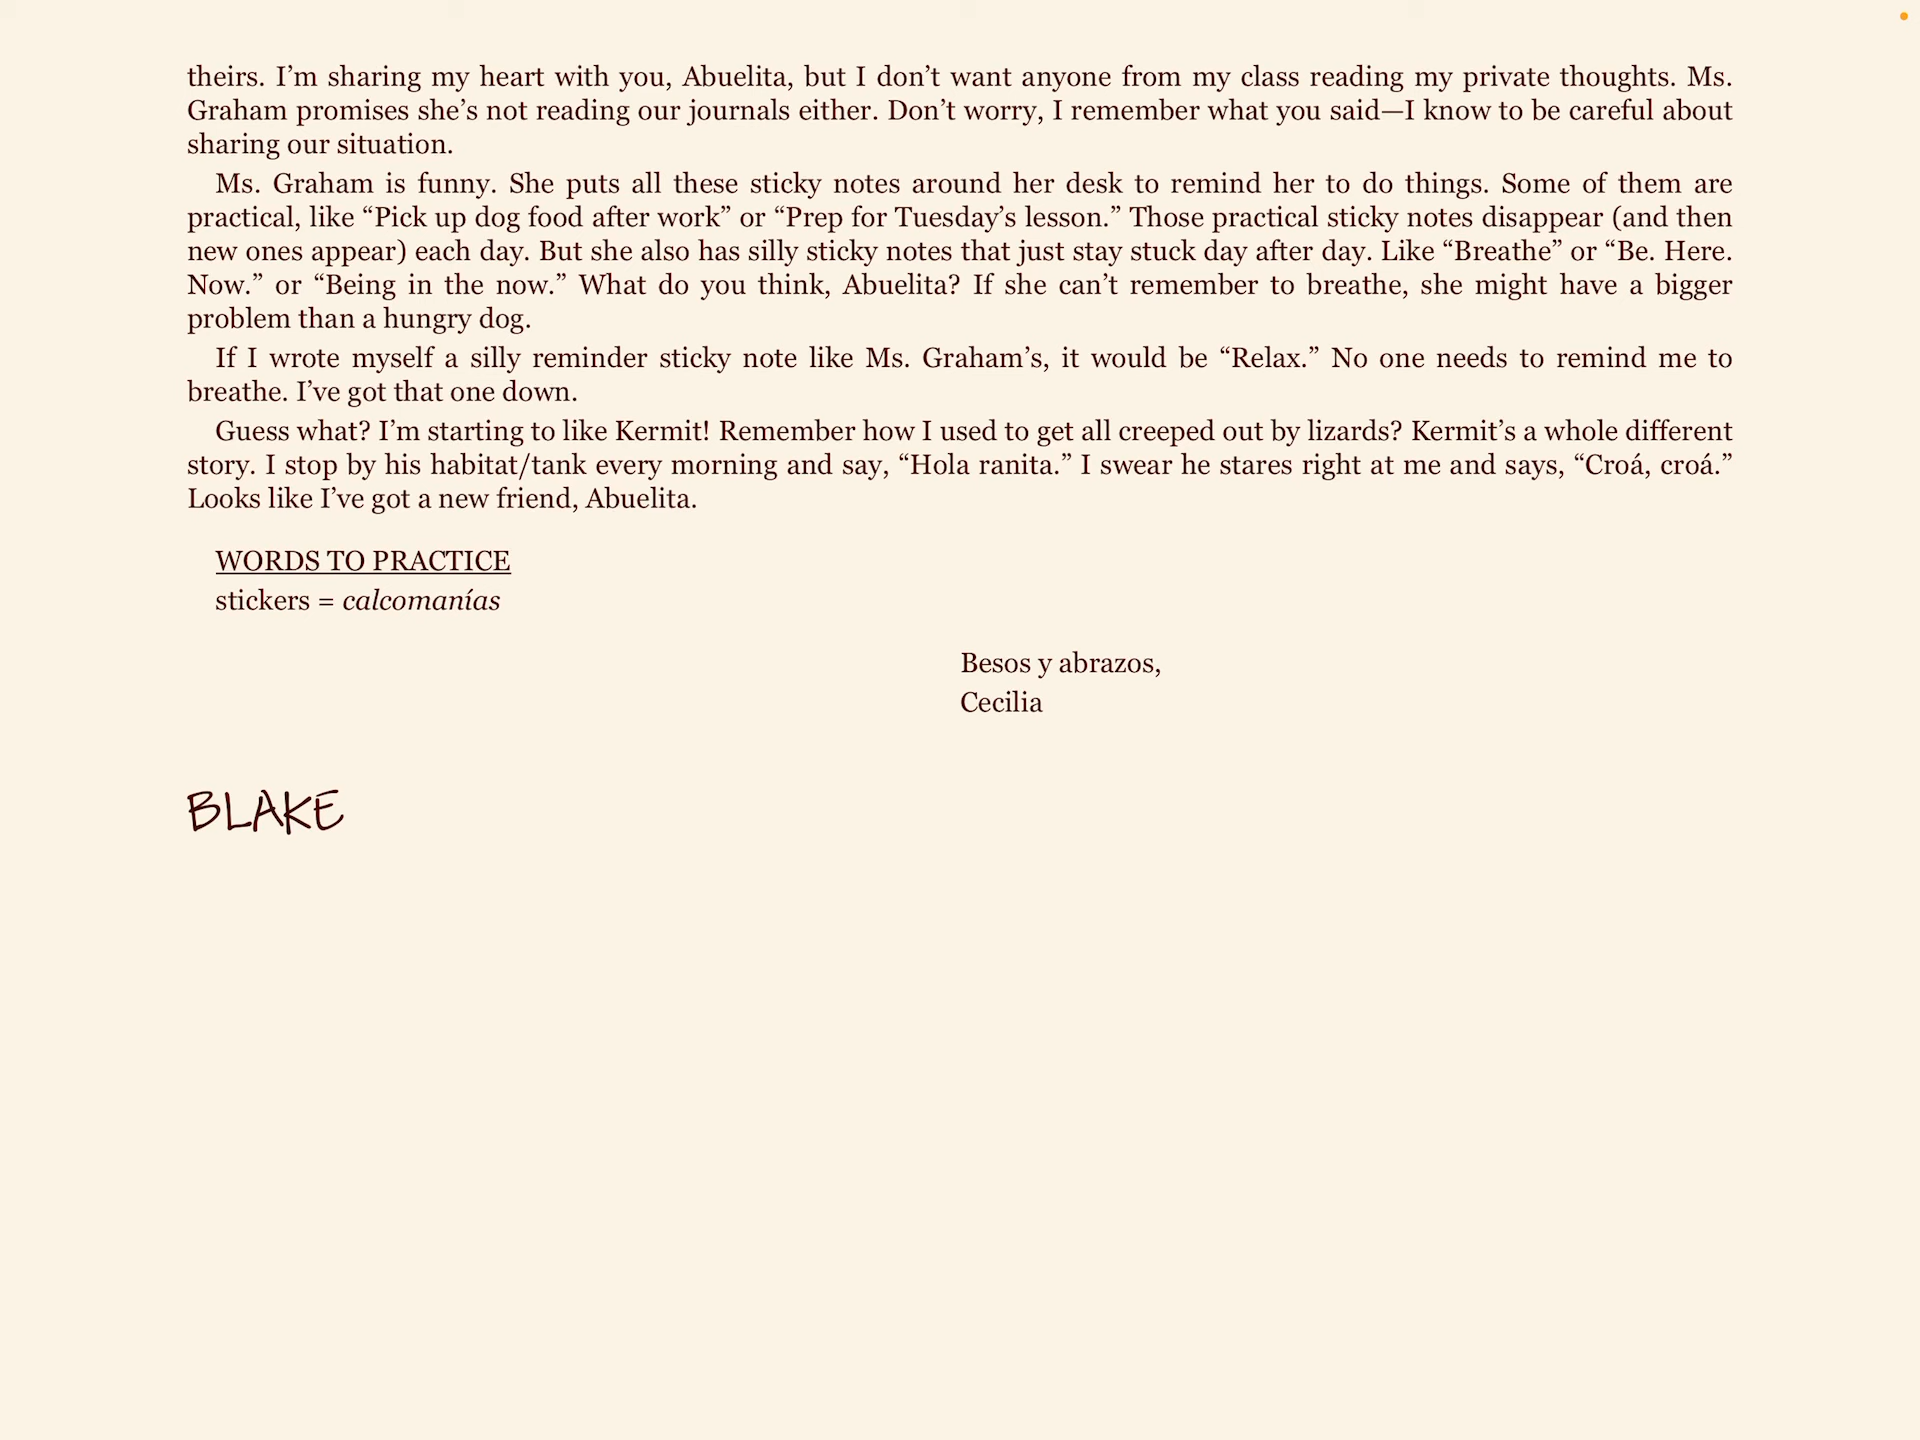 theirs. I’m sharing my heart with you, Abuelita, but I don’t want anyone from my class reading my private thoughts. Ms.
Graham promises she’s not reading our journals either. Don’t worry, I remember what you said—I know to be careful about
sharing our situation.
Ms. Graham is funny. She puts all these sticky notes around her desk to remind her to do things. Some of them are
practical, like “Pick up dog food after work” or “Prep for Tuesday’s lesson.” Those practical sticky notes disappear (and then
new ones appear) each day. But she also has silly sticky notes that just stay stuck day after day. Like “Breathe” or “Be. Here.
Now.” or “Being in the now.” What do you think, Abuelita? If she can’t remember to breathe, she might have a bigger
problem than a hungry dog.
If I wrote myself a silly reminder sticky note like Ms. Graham’s, it would be “Relax.” No one needs to remind me to
breathe. I’ve got that one down.
Guess what? I’m starting to like Kermit! Remember how I used to get all creeped out by lizards? Kermit’s a whole different
story. I stop by his habitat/tank every morning and say, “Hola ranita.” I swear he stares right at me and says, “Croá, croá.”
Looks like I’ve got a new friend, Abuelita.
WORDS TO PRACTICE
stickers = calcomanías
Besos y abrazos,
Cecilia
BLAKE